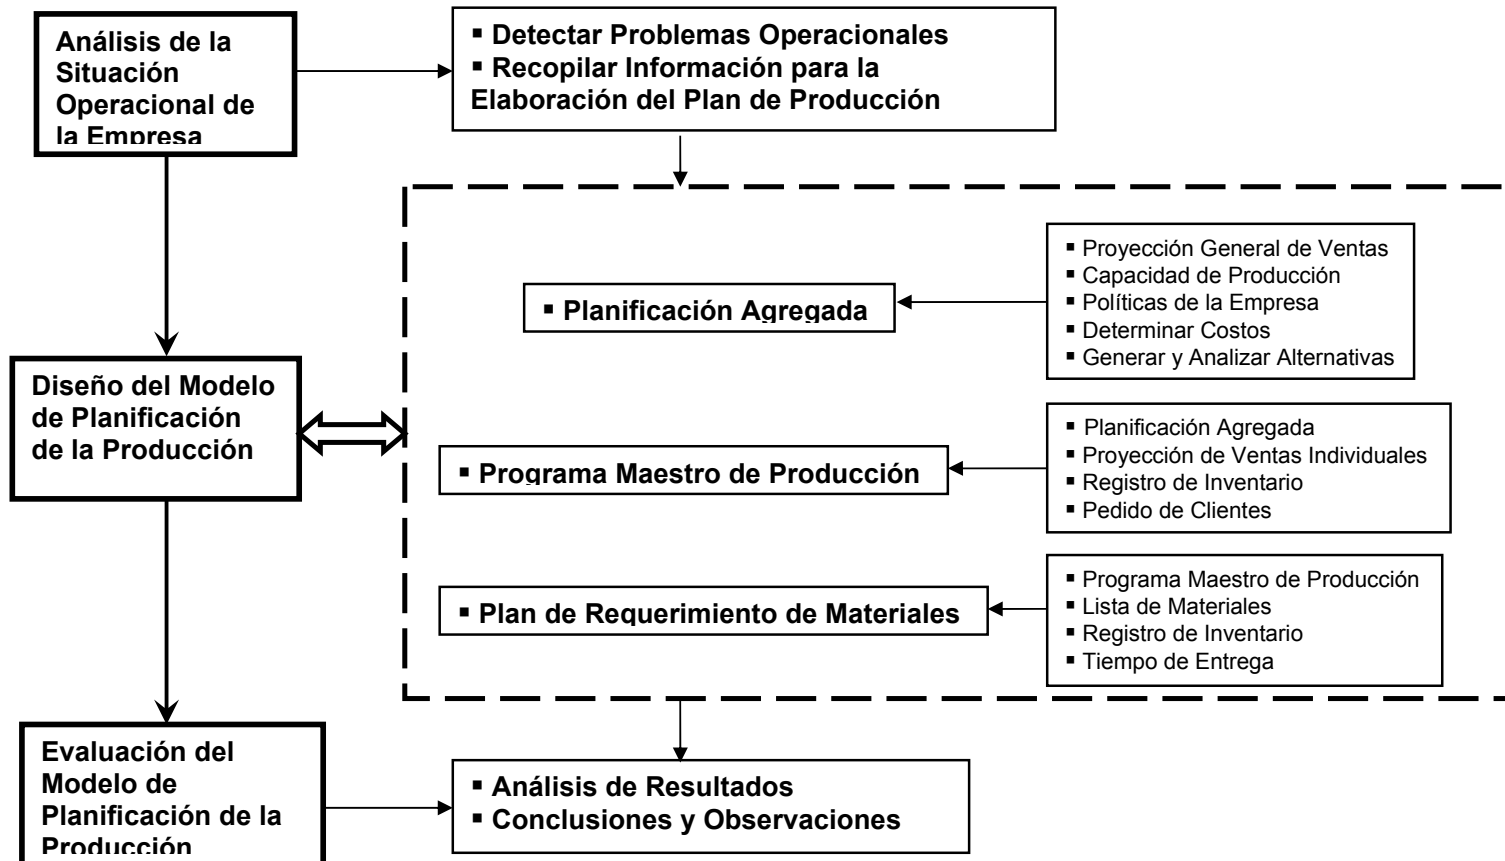 Análisis de la
Situación
Operacional de
la Empresa
▪ Detectar Problemas Operacionales
▪ Recopilar Información para la
Elaboración del Plan de Producción
▪ Proyección General de Ventas
▪ Capacidad de Producción
▪ Políticas de la Empresa
▪ Determinar Costos
▪ Generar y Analizar Alternativas
▪ Planificación Agregada
Diseño del Modelo
de Planificación
de la Producción
▪ Planificación Agregada
▪ Proyección de Ventas Individuales
▪ Registro de Inventario
▪ Pedido de Clientes
▪ Programa Maestro de Producción
▪ Programa Maestro de Producción
▪ Lista de Materiales
▪ Registro de Inventario
▪ Tiempo de Entrega
▪ Plan de Requerimiento de Materiales
Evaluación del
Modelo de
Planificación de la
Producción
▪ Análisis de Resultados
▪ Conclusiones y Observaciones